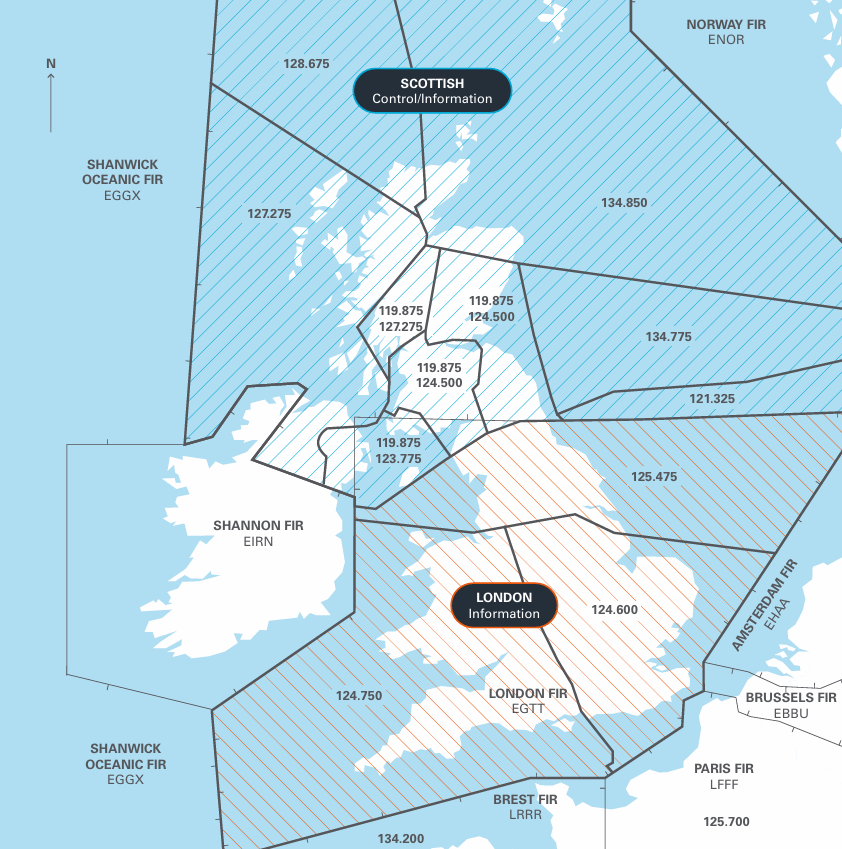 NORWAY FIR
ENOR
N
128.675
SCOTTISH
Control/Information
SHANWICK
OCEANIC FIR
EGGX
127.275
134.850
119.875
127.275
119.875
124.500
134.775
119.875
124.500
121.325
119.875
123.775
125.475
SHANNON FIR
EIRN
LONDON
Information
124.600
AMSTERDAM FIR
EHAA
124.750
LONDON FIR
EGTT
BRUSSELS FIR
EBBU
SHANWICK
OCEANIC FIR
EGGX
PARIS FIR
LFFF
BREST FIR
LRRR
125.700
134.200